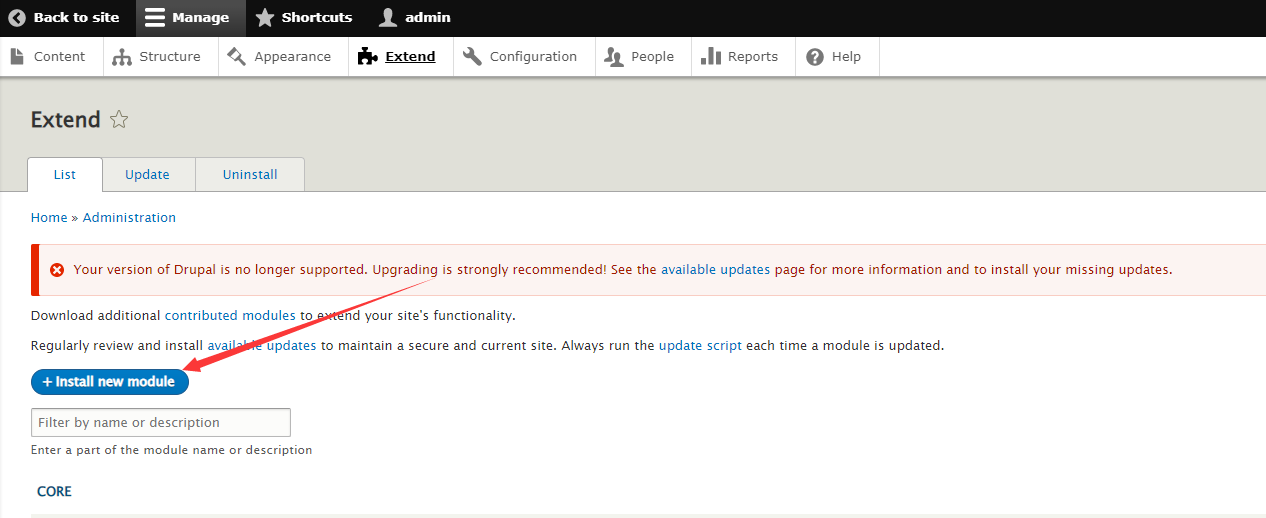 Back to site Manage Shortcuts admin
Content Structure Appearance Extend Configuration People Reports Help
Extend
List Update Uninstall
Home » Administration
Your version of Drupal is no longer supported. Upgrading is strongly recommended! See the available updates page for more information and to install your missing updates.
Download additional contributed modules to extend your site's functionality.
Regularly review and install available updates to maintain a secure and current site. Always run the update script each time a module is updated.
+ Install new module
Filter by name or description
Enter a part of the module name or description
CORE